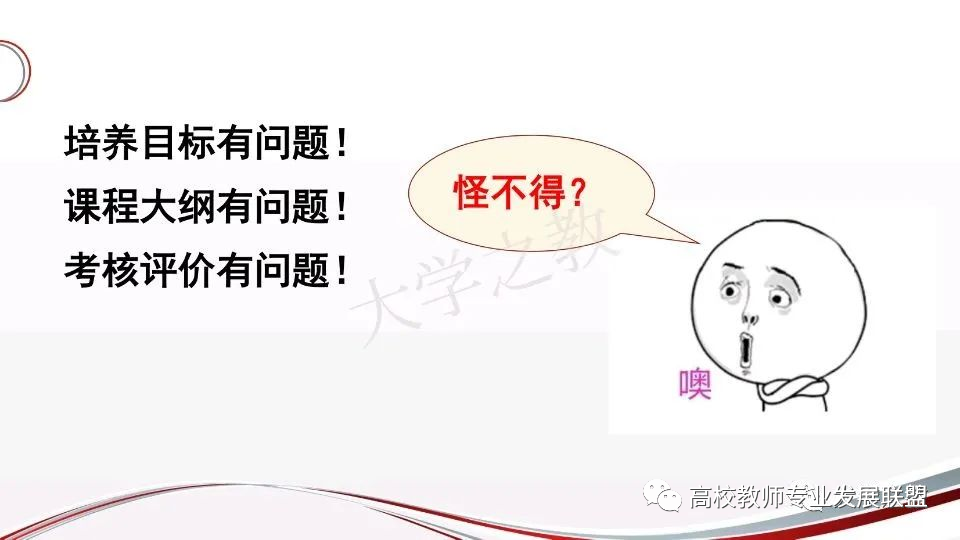 培养目标有问题！
课程大纲有问题！
考核评价有问题！
怪不得？
大学之教
噢
高校教师专业发展联盟